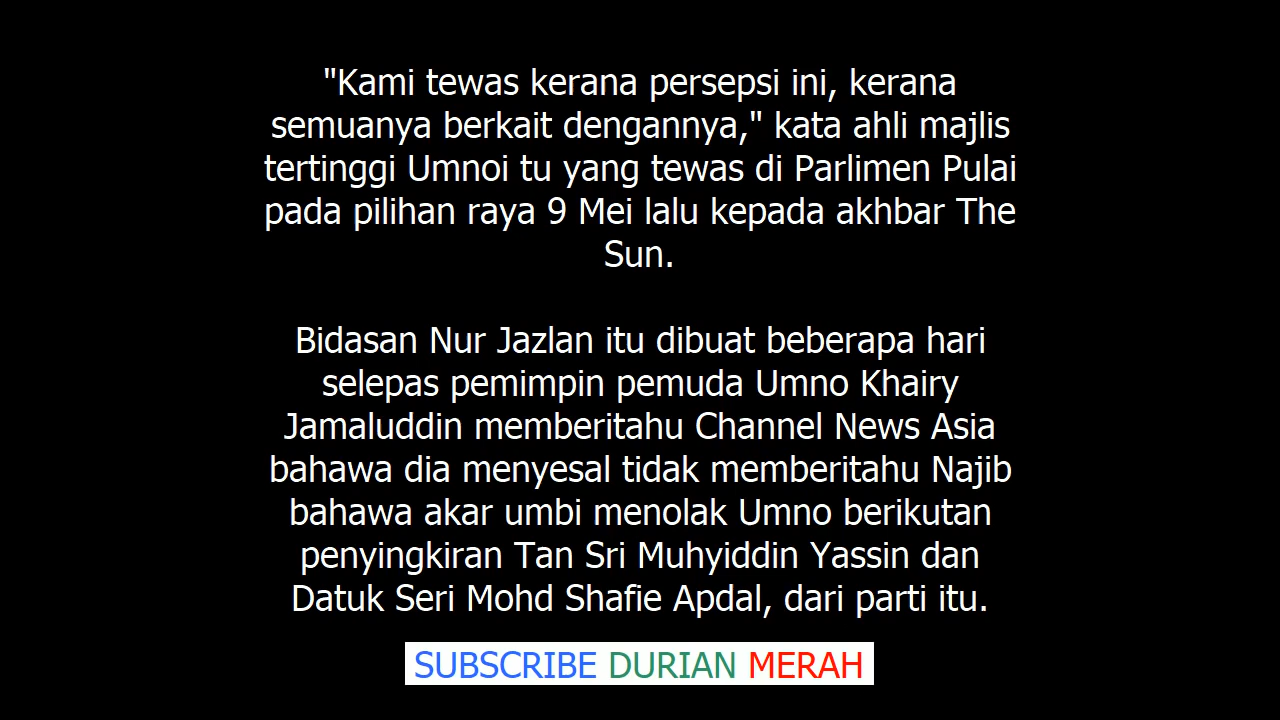 "Kami tewas kerana persepsi ini, kerana
semuanya berkait dengannya," kata ahli majlis
tertinggi Umnoi tu yang tewas di Parlimen Pulai
pada pilihan raya 9 Mei lalu kepada akhbar The
Sun.
Bidasan Nur Jazlan itu dibuat beberapa hari
selepas pemimpin pemuda Umno Khairy
Jamaluddin memberitahu Channel News Asia
bahawa dia menyesal tidak memberitahu Najib
bahawa akar umbi menolak Umno berikutan
penyingkiran Tan Sri Muhyiddin Yassin dan
Datuk Seri Mohd Shafie Apdal, dari parti itu.
SUBSCRIBE DURIAN MERAH